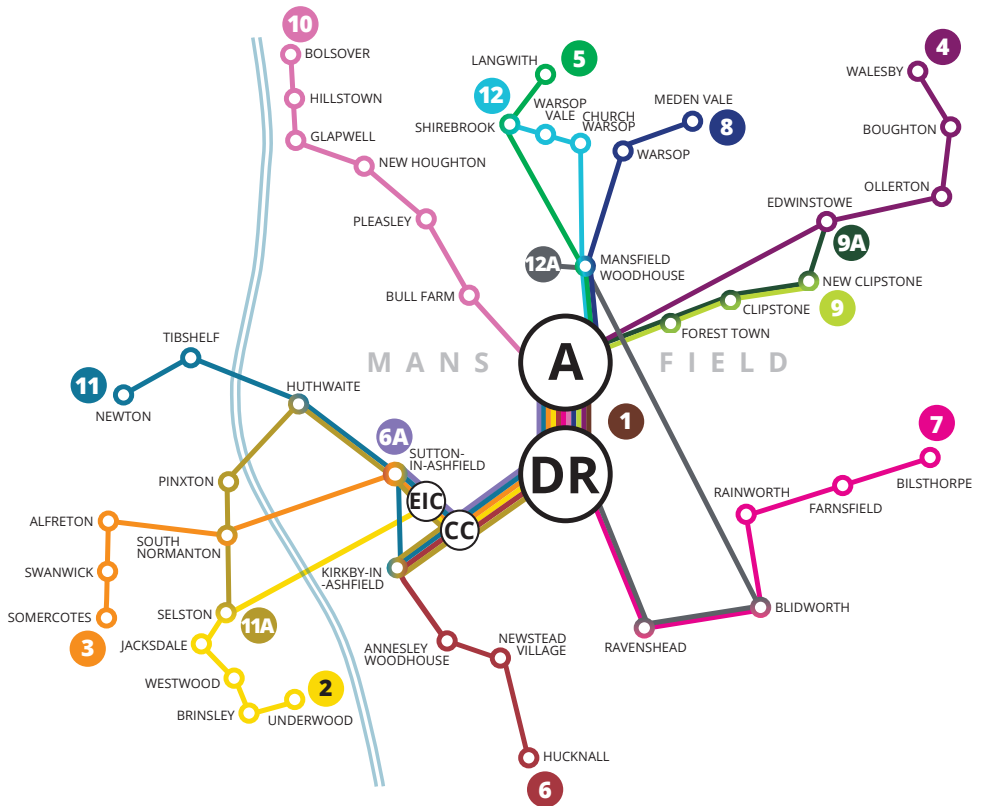 10
BOLSOVER
HILLSTOWN
GLAPWELL
NEW HOUGHTON
PLEASLEY
BULL FARM
LANGWITH
5
12
WARSOP
VALE
CHURCH
WARSOP
SHIREBROOK
MEDEN VALE
8
WARSOP
12A
MANSFIELD
WOODHOUSE
4
WALESBY
BOUGHTON
OLLERTON
EDWINSTOWE
9A
NEW CLIPSTONE
9
CLIPSTONE
FOREST TOWN
MANS
FIELD
A
1
DR
TIBSHELF
11
NEWTON
HUTHWAITE
6A
SUTTON-
IN-ASHFIELD
EIC
CC
PINXTON
ALFRETON
SOUTH
NORMANTON
SWANWICK
SOMERCOTES
3
KIRKBY-IN
-ASHFIELD
SELSTON
11A
JACKSDALE
WESTWOOD
2
BRINSLEY
UNDERWOOD
ANNESLEY
WOODHOUSE
NEWSTEAD
VILLAGE
HUCKNALL
6
7
BILSTHORPE
FARNSFIELD
RAINWORTH
BLIDWORTH
RAVENSHEAD